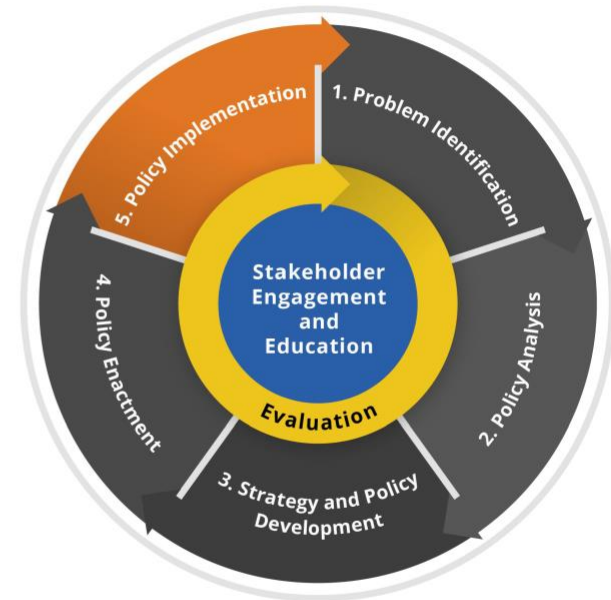 1. Problem Identification
2. Policy Analysis
3. Strategy and Policy
Development
4. Policy Enactment
5. Policy Implementation
Stakeholder
Engagement
and
Education
Evaluation